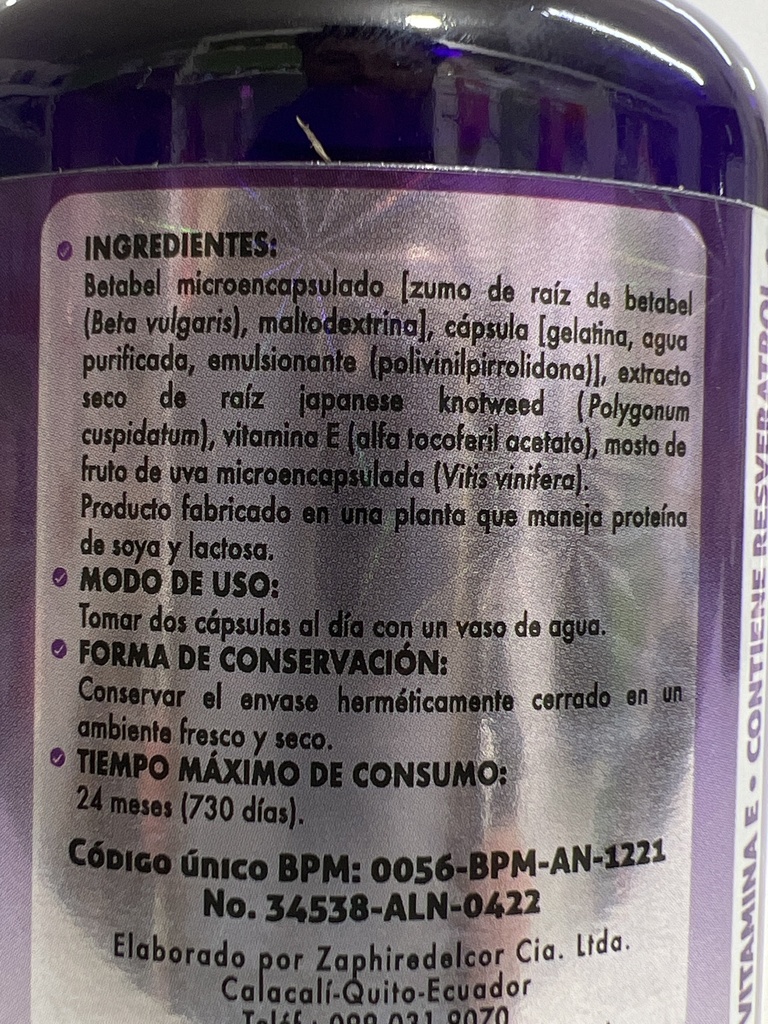 INGREDIENTES:
Betabel microencapsulado [zumo de raíz de betabel
(Beta vulgaris), maltodextrina], cápsula [gelatina, agua
purificada, emulsionante (polivinilpirrolidona)], extracto
seco de raíz japanese knotweed (Polygonum
cuspidatum), vitamina E (alfa tocoferil acetato), mosto de
fruto de uva microencapsulada (Vitis vinifera).
Producto fabricado en una planta que maneja proteína
de soya y lactosa.
MODO DE USO:
Tomar dos cápsulas al día con un vaso de agua.
FORMA DE CONSERVACIÓN:
Conservar el envase herméticamente cerrado en un
ambiente fresco y seco.
TIEMPO MÁXIMO DE CONSUMO:
24 meses (730 días).
CÓDIGO ÚNICO BPM: 0056-BPM-AN-1221
No. 34538-ALN-0422
Elaborado por Zaphiredelcor Cia. Ltda.
Calacalí-Quito-Ecuador
Teléf.: 099 031 9070
VITAMINA E • CONTIENE RESVERATROL